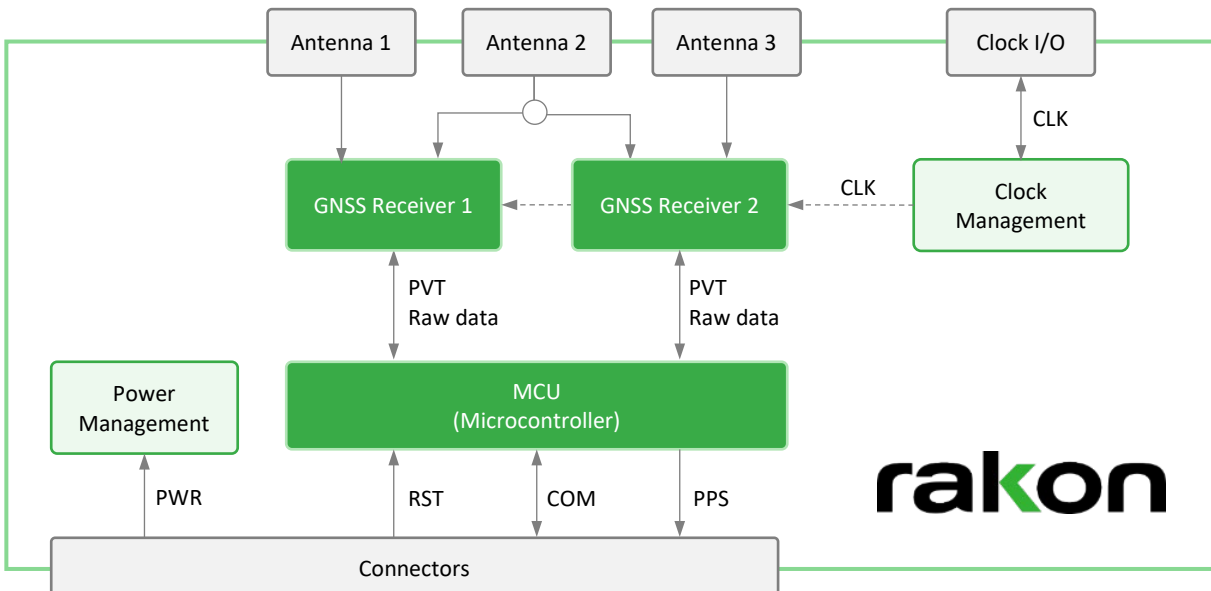 Antenna 1
Antenna 2
Antenna 3
Clock I/O
CLK
GNSS Receiver 1
GNSS Receiver 2
CLK
Clock
Management
PVT
Raw data
PVT
Raw data
Power
Management
MCU
(Microcontroller)
PWR
RST
COM
PPS
rakon
Connectors